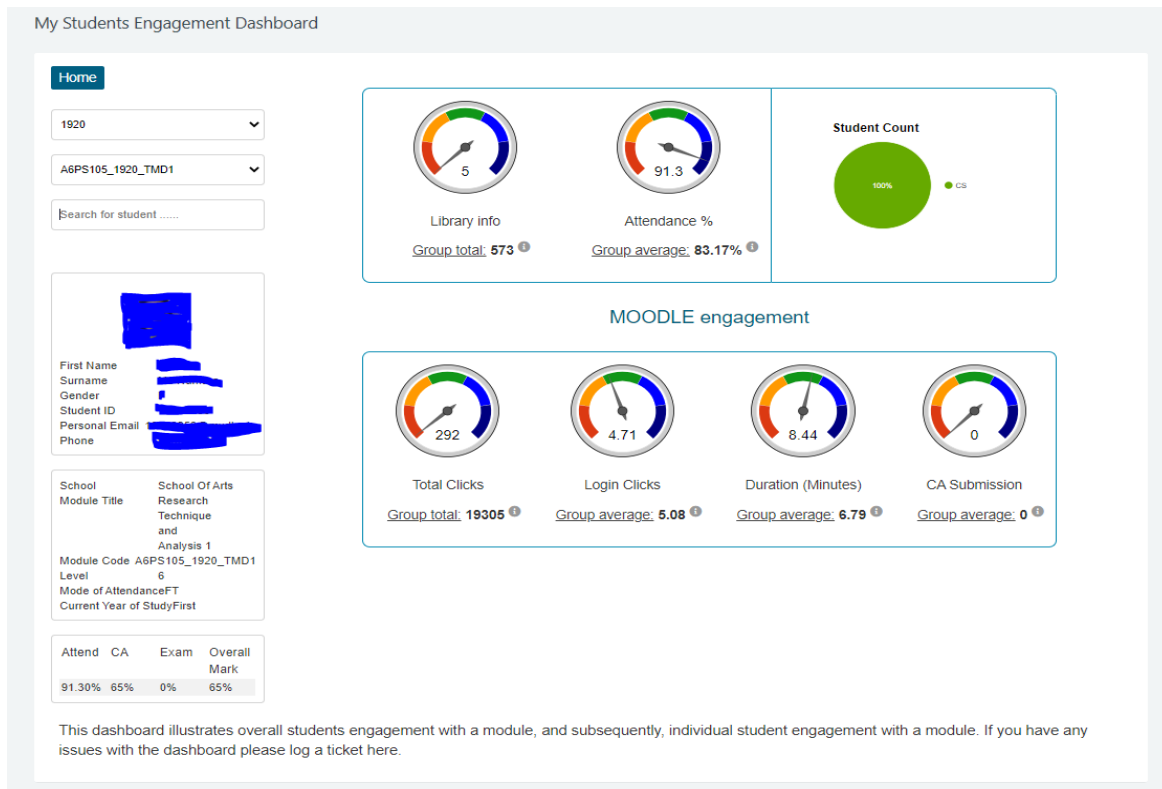 My Students Engagement Dashboard
Home
1920
A6PS105_1920_TMD1
Search for student ......
First Name
Surname
Gender
Student ID
Personal Email
Phone
School School Of Arts
Module Title Research
Technique
and
Analysis 1
Module Code A6PS105_1920_TMD1
Level 6
Mode of AttendanceFT
Current Year of StudyFirst
Attend CA Exam Overall
Mark
91.30% 65% 0% 65%
5
Library info
Group total: 573
91.3
Attendance %
Group average: 83.17%
Student Count
100%
CS
MOODLE engagement
292
Total Clicks
Group total: 19305
4.71
Login Clicks
Group average: 5.08
8.44
Duration (Minutes)
Group average: 6.79
0
CA Submission
Group average: 0
This dashboard illustrates overall students engagement with a module, and subsequently, individual student engagement with a module. If you have any
issues with the dashboard please log a ticket here.